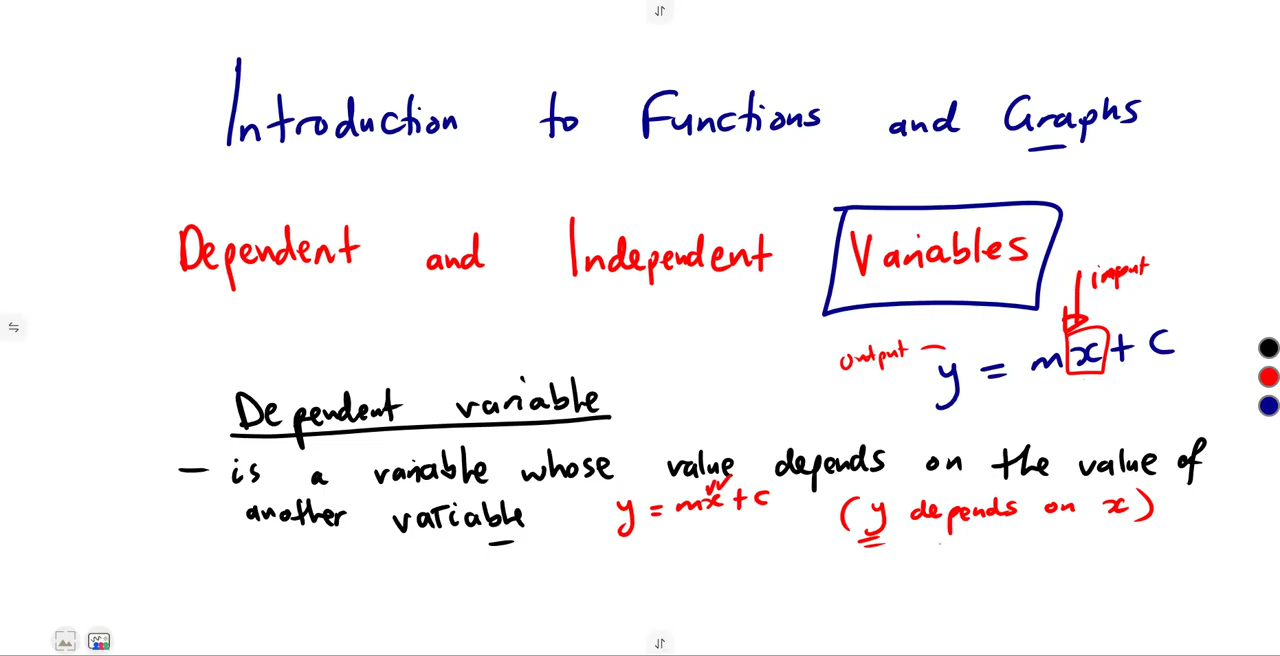 Introduction to Functions and Graphs
Dependent and Independent Variables
input
output y = mx + c
Dependent variable
- is a variable whose value depends on the value of
another variable y = mx + c (y depends on x)